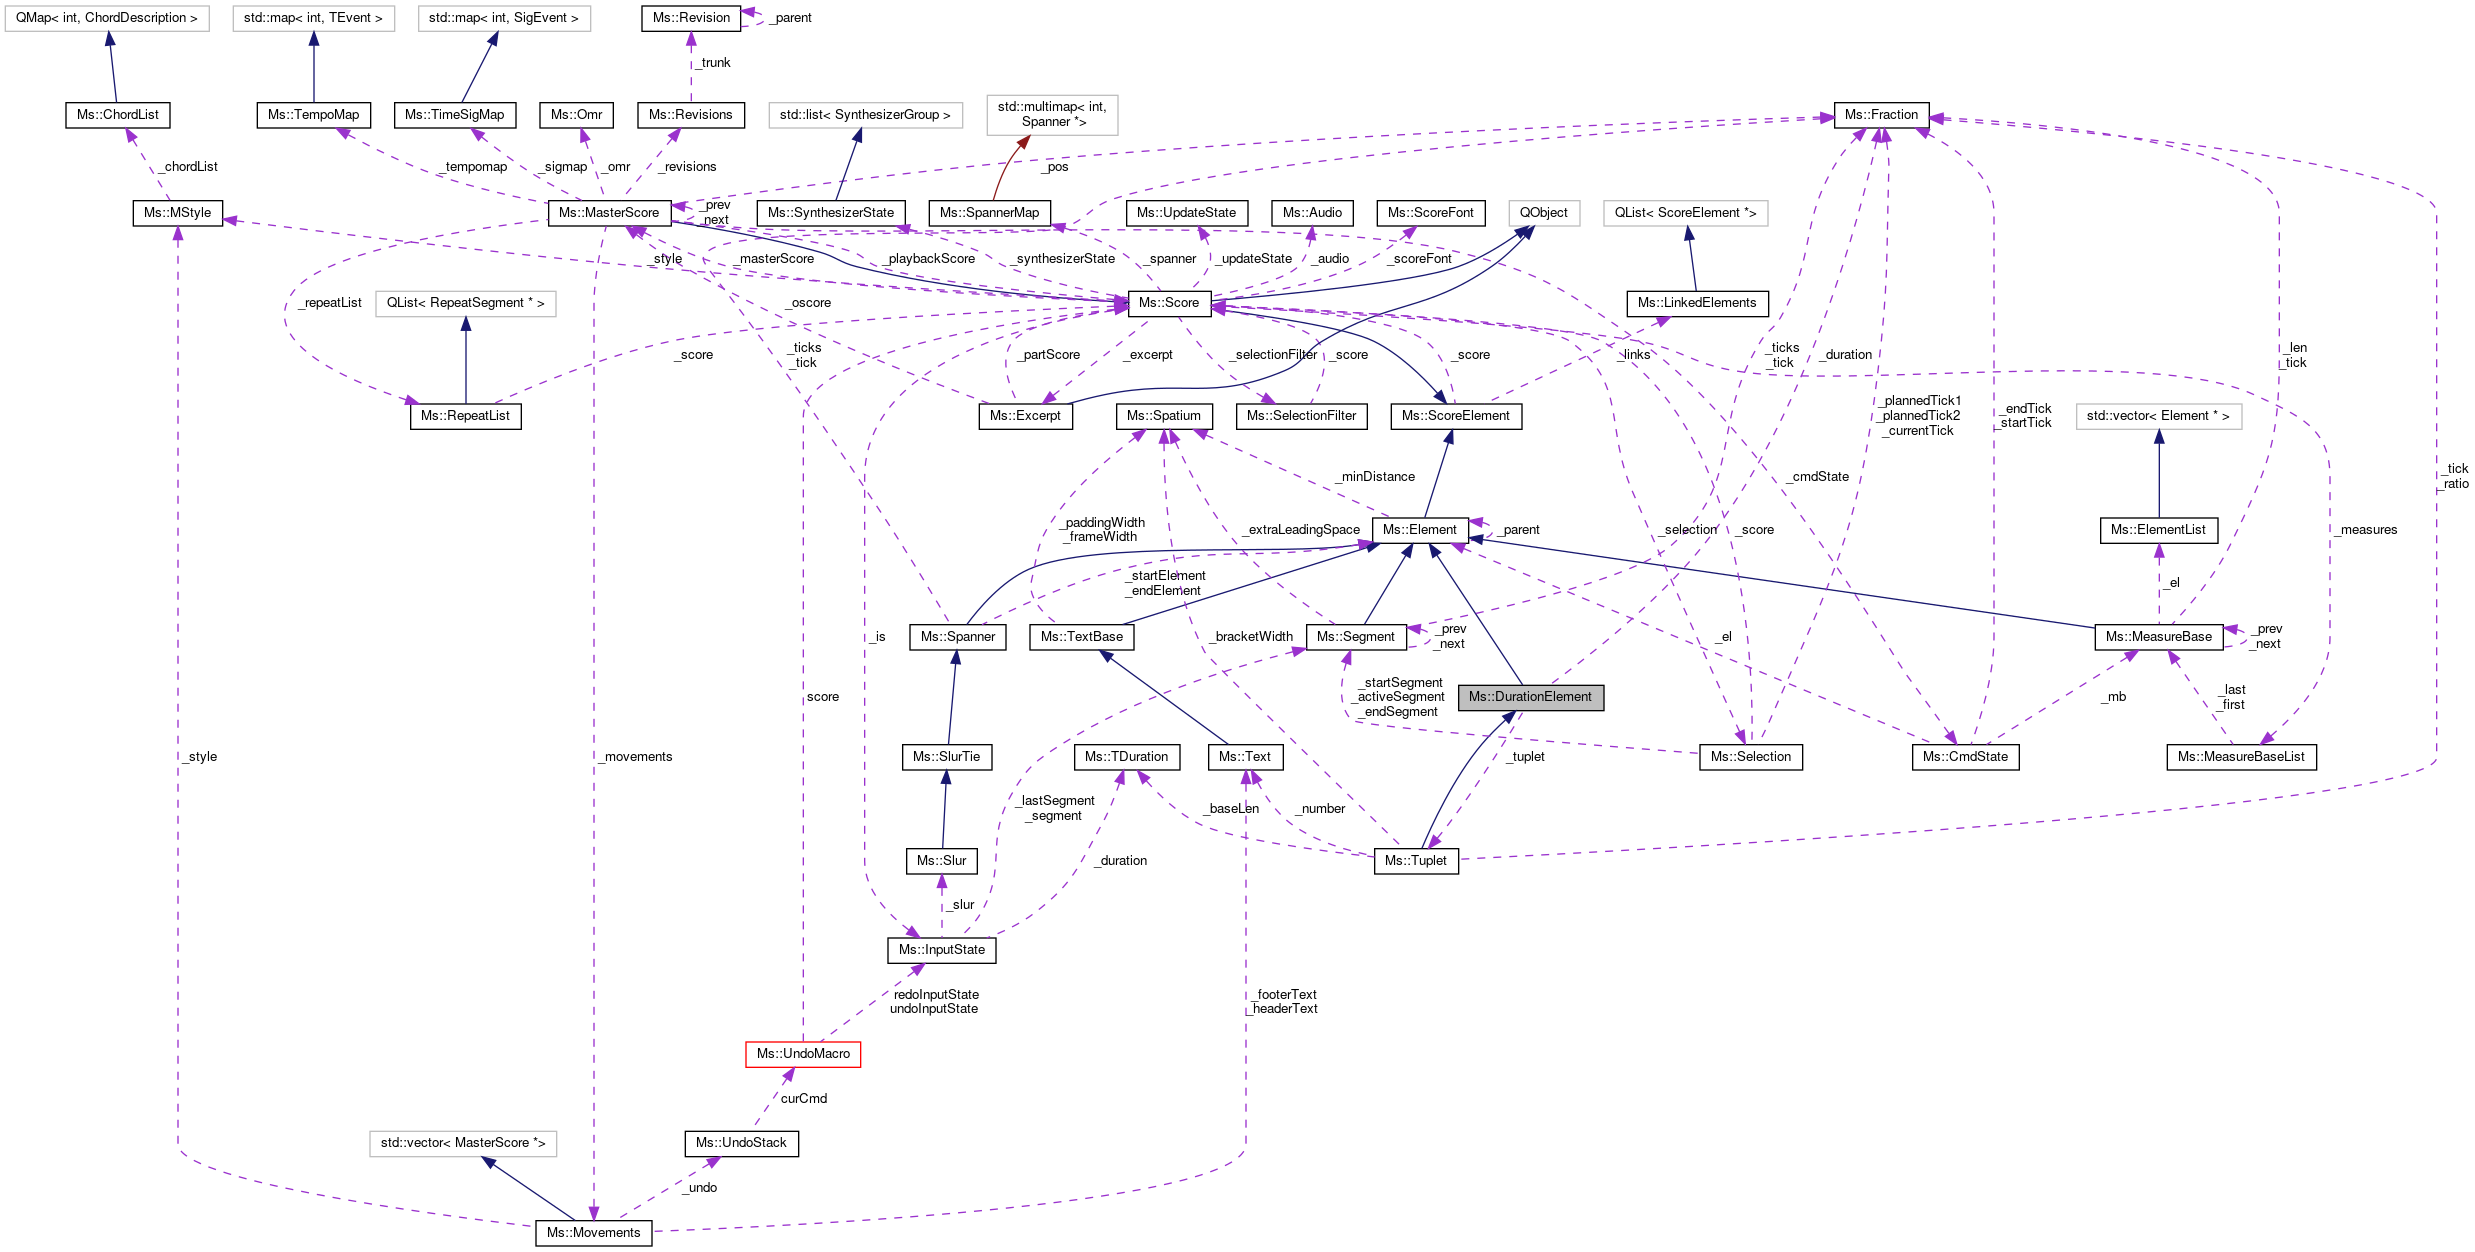 QMap< int, ChordDescription >
std::map< int, TEvent >
std::map< int, SigEvent >
Ms::Revision
_parent
_trunk
Ms::ChordList
Ms::TempoMap
Ms::TimeSigMap
Ms::Omr
Ms::Revisions
std::list< SynthesizerGroup >
std::multimap< int,
Spanner *>
Ms::Fraction
_chordList
_tempomap
_sigmap
_omr
_revisions
_pos
Ms::MStyle
Ms::MasterScore
_prev
_next
Ms::SynthesizerState
Ms::SpannerMap
Ms::UpdateState
Ms::Audio
Ms::ScoreFont
QObject
QList< ScoreElement *>
_style
_masterScore
_playbackScore
_synthesizerState
_spanner
_updateState
_audio
_scoreFont
_repeatList
QList< RepeatSegment * >
_oscore
Ms::Score
Ms::LinkedElements
_score
_ticks
_tick
_partScore
_excerpt
_selectionFilter
_score
_score
_links
_ticks
_tick
_duration
_len
_tick
Ms::RepeatList
Ms::Excerpt
Ms::Spatium
Ms::SelectionFilter
Ms::ScoreElement
_plannedTick1
_plannedTick2
_currentTick
_endTick
_startTick
std::vector< Element * >
_minDistance
_cmdState
_tick
_ratio
_paddingWidth
_frameWidth
_extraLeadingSpace
Ms::Element
_parent
_selection
_score
Ms::ElementList
_measures
_startElement
_endElement
_el
_is
Ms::Spanner
Ms::TextBase
_bracketWidth
Ms::Segment
_prev
_next
_el
Ms::MeasureBase
_prev
_next
score
_startSegment
_activeSegment
_endSegment
Ms::DurationElement
_mb
_last
_first
_style
_movements
Ms::SlurTie
Ms::TDuration
Ms::Text
_tuplet
Ms::Selection
Ms::CmdState
Ms::MeasureBaseList
_lastSegment
_segment
_baseLen
_number
Ms::Slur
_duration
Ms::Tuplet
_slur
Ms::InputState
redoInputState
undoInputState
_footerText
_headerText
Ms::UndoMacro
curCmd
std::vector< MasterScore *>
Ms::UndoStack
_undo
Ms::Movements